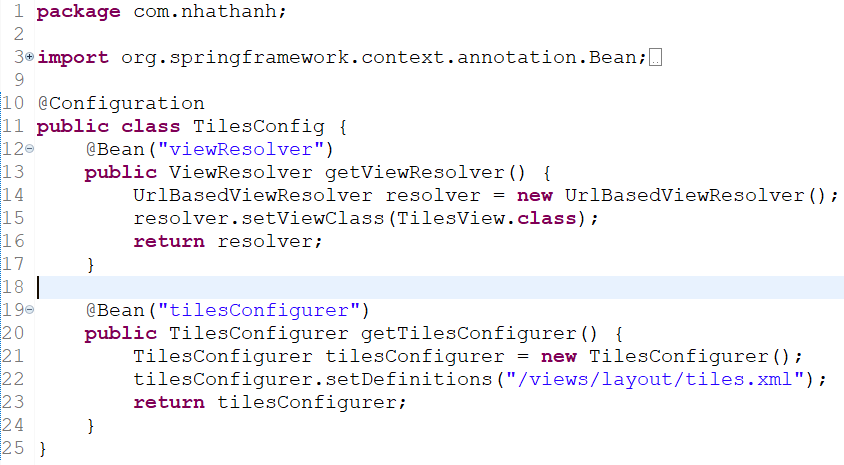 1 package com.nhathanh;
2
3 import org.springframework.context.annotation.Bean;
9
10 @Configuration
11 public class TilesConfig {
12 @Bean("viewResolver")
13 public ViewResolver getViewResolver() {
14 UrlBasedViewResolver resolver = new UrlBasedViewResolver();
15 resolver.setViewClass(TilesView.class);
16 return resolver;
17 }
18
19 @Bean("tilesConfigurer")
20 public TilesConfigurer getTilesConfigurer() {
21 TilesConfigurer tilesConfigurer = new TilesConfigurer();
22 tilesConfigurer.setDefinitions("/views/layout/tiles.xml");
23 return tilesConfigurer;
24 }
25 }